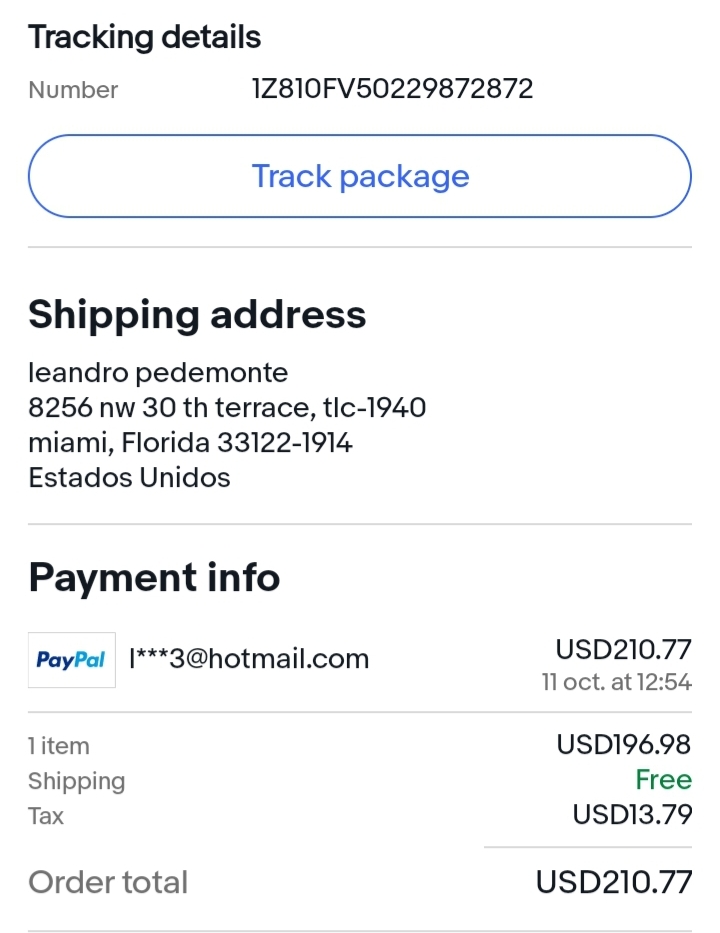 Tracking details
Number 1Z810FV50229872872
Track package
Shipping address
leandro pedemonte
8256 nw 30 th terrace, tlc-1940
miami, Florida 33122-1914
Estados Unidos
Payment info
PayPal l***3@hotmail.com USD210.77
11 oct. at 12:54
1 item USD196.98
Shipping Free
Tax USD13.79
Order total USD210.77